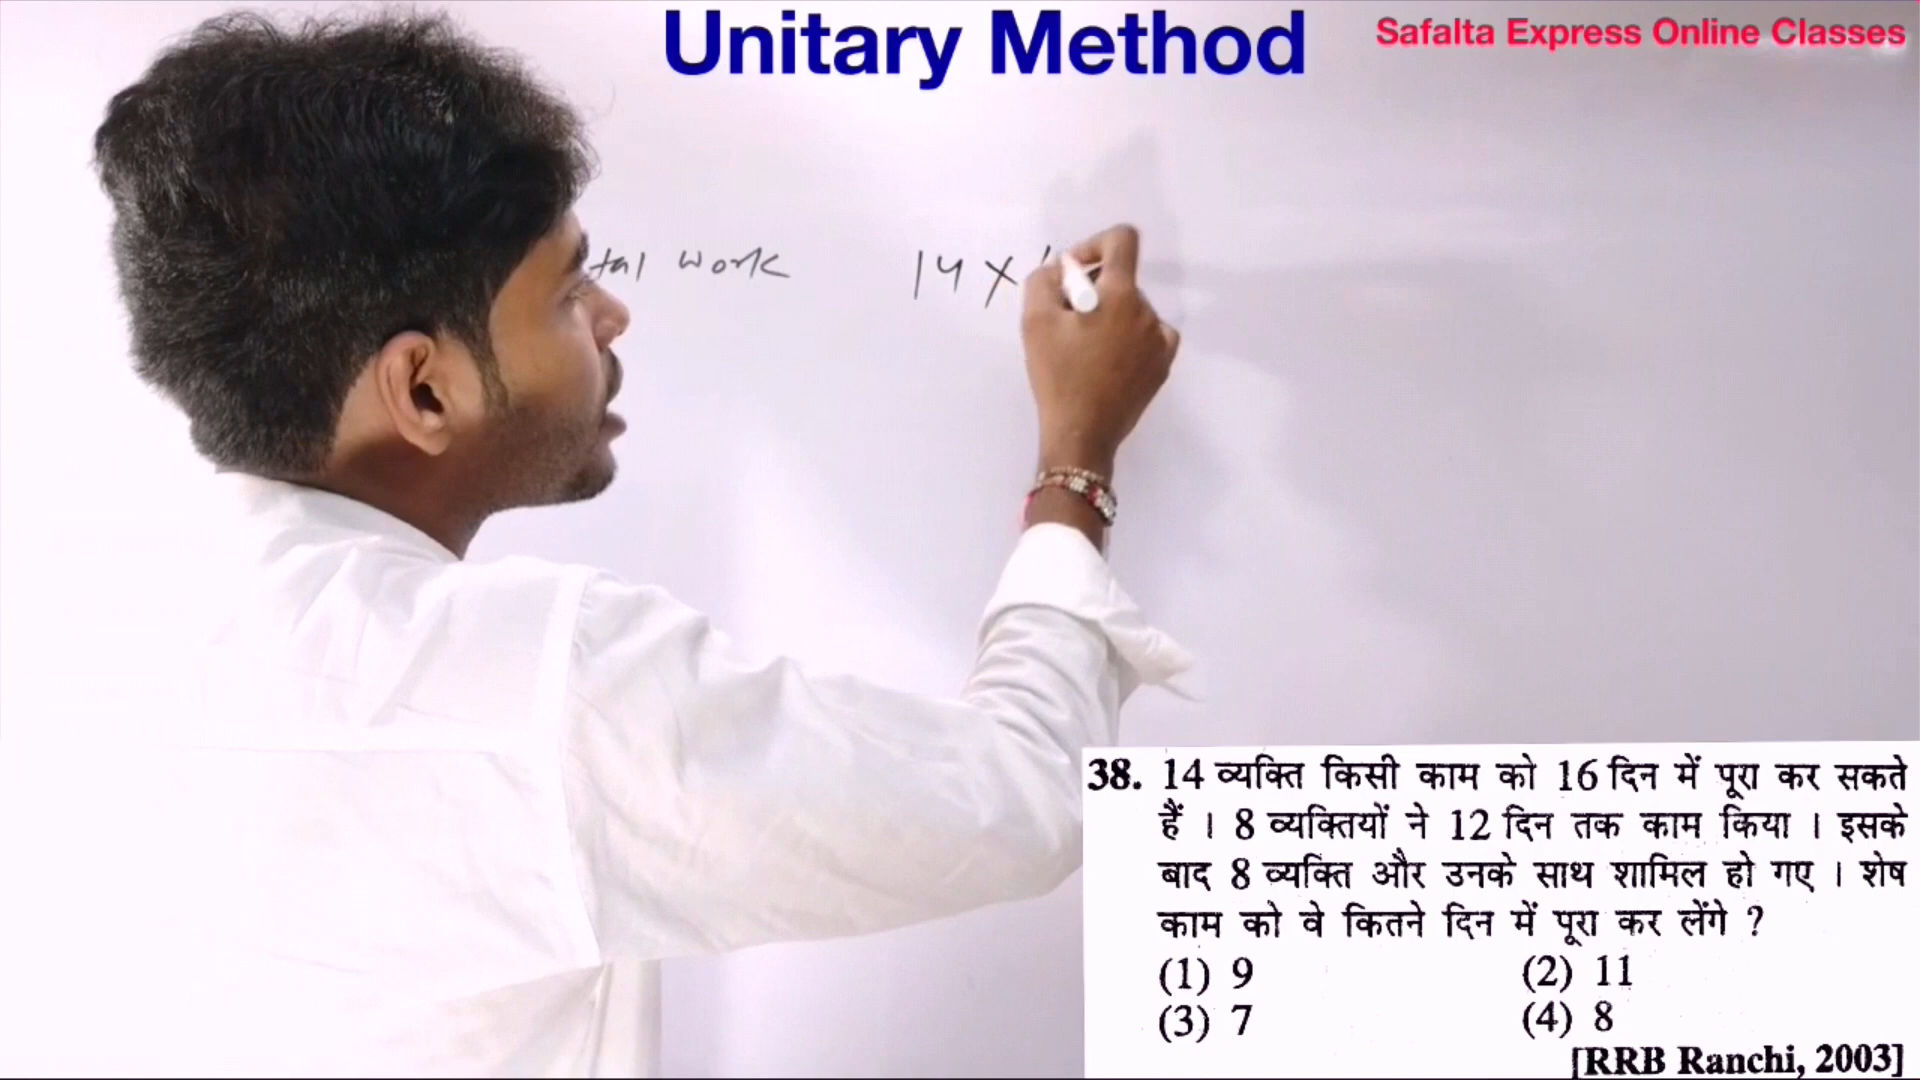 Unitary Method
Safalta Express Online Classes
tal work 14 ×
38. 14 व्यक्ति किसी काम को 16 दिन में पूरा कर सकते
हैं । 8 व्यक्तियों ने 12 दिन तक काम किया । इसके
बाद 8 व्यक्ति और उनके साथ शामिल हो गए । शेष
काम को वे कितने दिन में पूरा कर लेंगे ?
(1) 9 (2) 11
(3) 7 (4) 8
[RRB Ranchi, 2003]